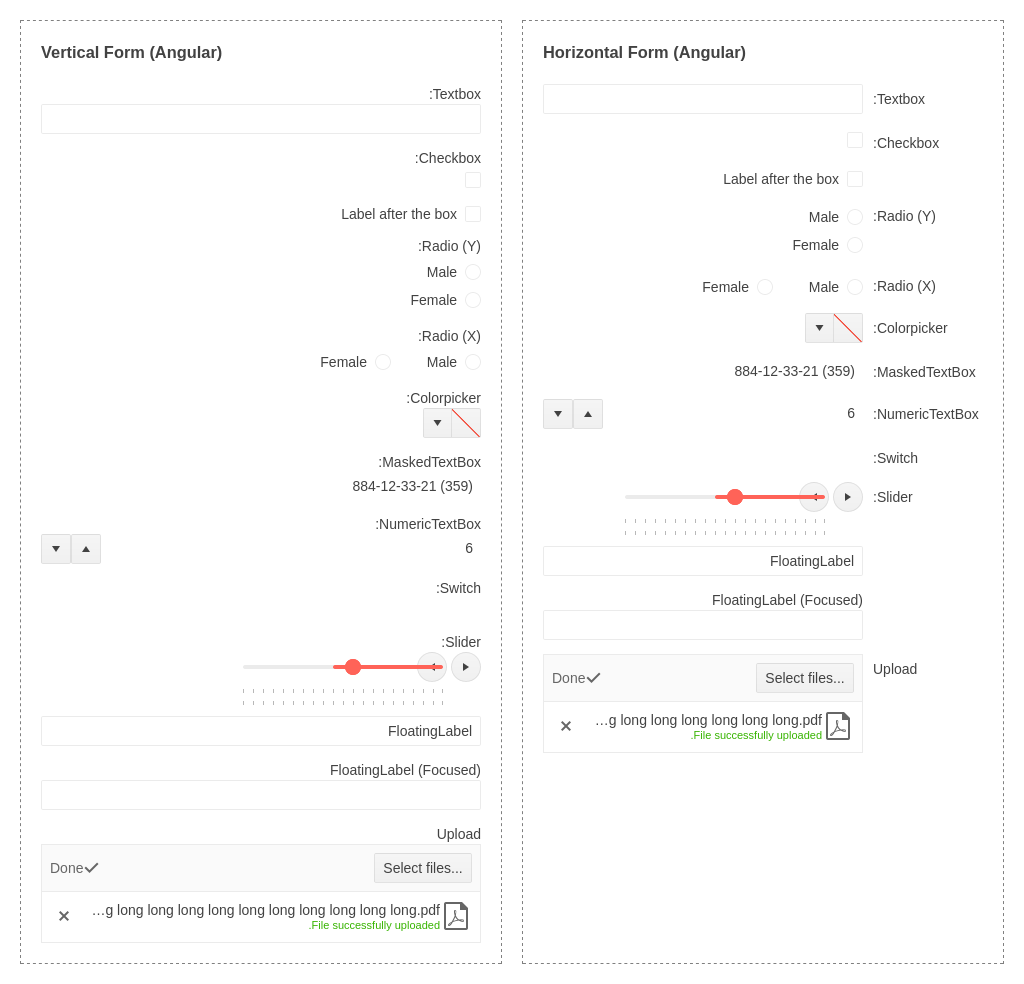 Vertical Form (Angular)
:Textbox
:Checkbox
Label after the box
:Radio (Y)
Male
Female
:Radio (X)
Female Male
:Colorpicker
:MaskedTextBox
884-12-33-21 (359)
:NumericTextBox
6
:Switch
:Slider
FloatingLabel
FloatingLabel (Focused)
Upload
Done Select files...
...g long long long long long long long long long long.pdf
.File successfully uploaded
Horizontal Form (Angular)
:Textbox
:Checkbox
Label after the box
Male :Radio (Y)
Female
Female Male :Radio (X)
:Colorpicker
884-12-33-21 (359) :MaskedTextBox
6 :NumericTextBox
:Switch
:Slider
FloatingLabel
FloatingLabel (Focused)
Upload
Done Select files...
...g long long long long long long long.pdf
.File successfully uploaded